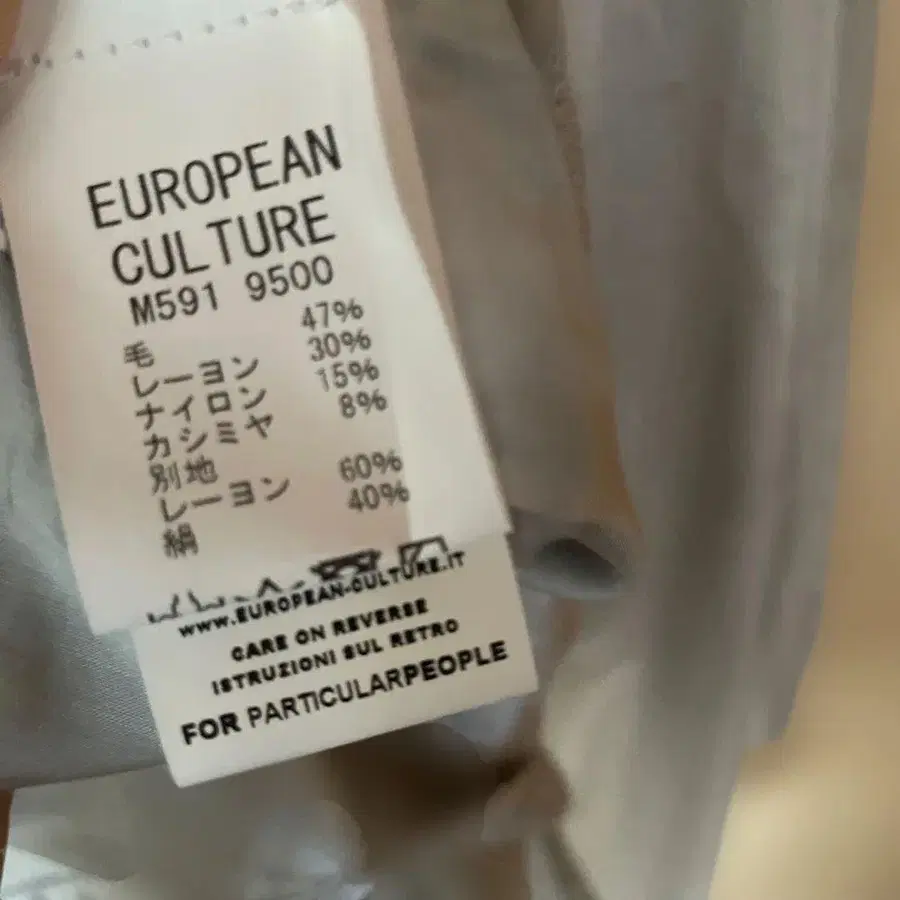 EUROPEAN
CULTURE
M591 9500
毛 47%
レーヨン 30%
ナイロン 15%
カシミヤ 8%
別地
レーヨン 60%
絹 40%
WWW.EUROPEAN-CULTURE.IT
CARE ON REVERSE
ISTRUZIONI SUL RETRO
FOR PARTICULARPEOPLE